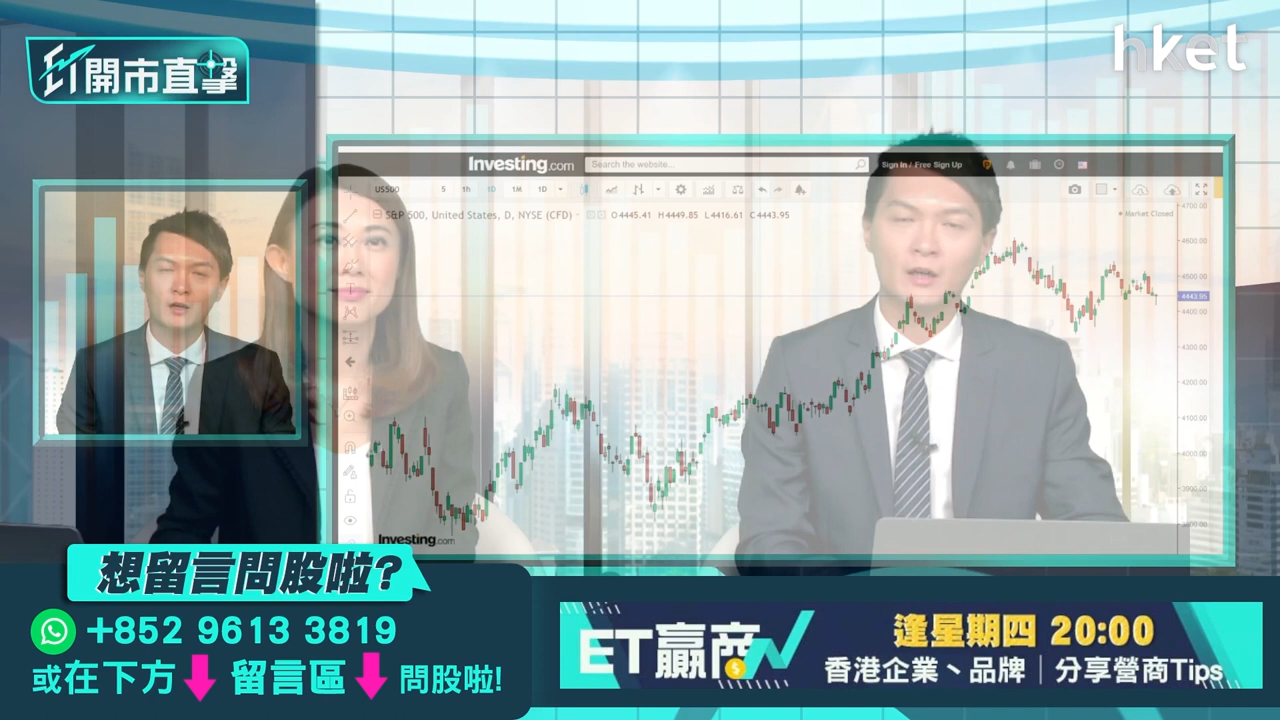 ET開市直擊
hket
Investing.com
Search the website...
Sign In / Free Sign Up
US500
5 1h 1D 1M 1D
S&P 500, United States, D, NYSE (CFD) O4445.41 H4449.85 L4416.61 C4443.95
Market Closed
4700.00
4600.00
4500.00
4443.95
4400.00
4300.00
4200.00
4100.00
4000.00
3900.00
3800.00
Investing.com
想留言問股啦?
+852 9613 3819
或在下方 留言區 問股啦!
ET贏商
$
逢星期四 20:00
香港企業、品牌｜分享營商Tips